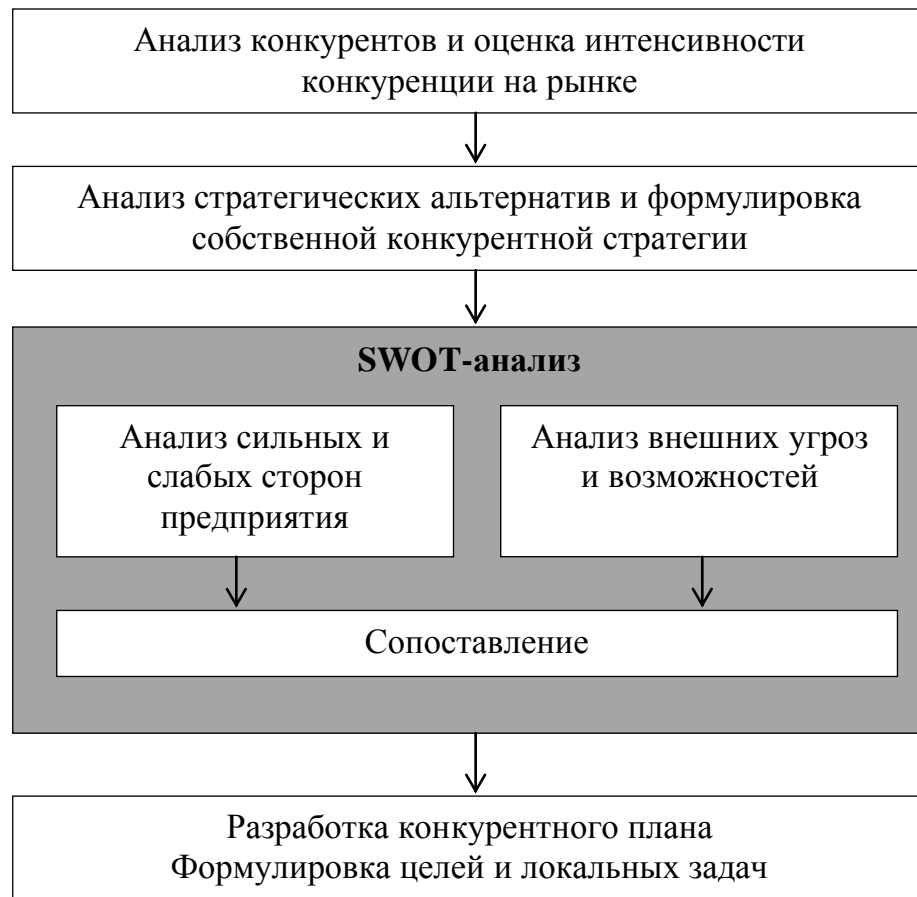 Анализ конкурентов и оценка интенсивности
конкуренции на рынке
Анализ стратегических альтернатив и формулировка
собственной конкурентной стратегии
SWOT-анализ
Анализ сильных и
слабых сторон
предприятия
Анализ внешних угроз
и возможностей
Сопоставление
Разработка конкурентного плана
Формулировка целей и локальных задач